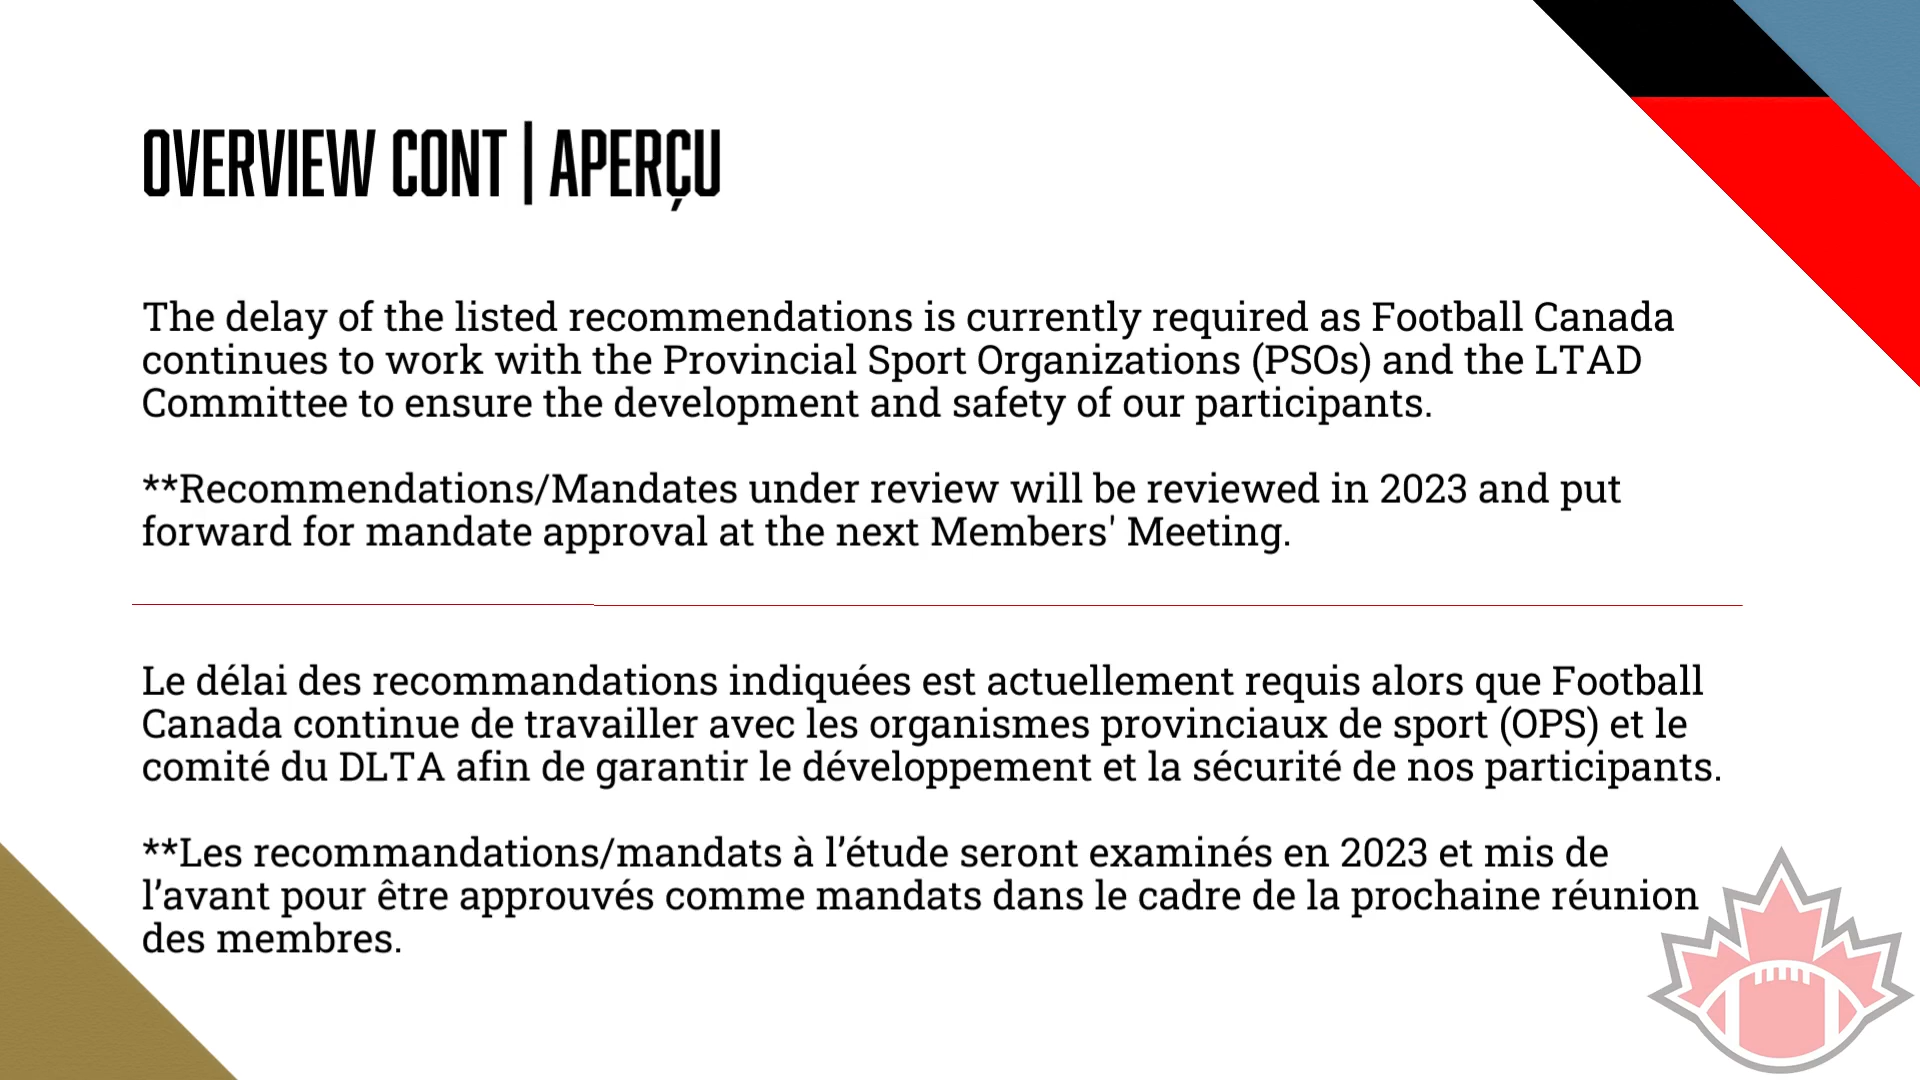 OVERVIEW CONT | APERÇU
The delay of the listed recommendations is currently required as Football Canada
continues to work with the Provincial Sport Organizations (PSOs) and the LTAD
Committee to ensure the development and safety of our participants.
**Recommendations/Mandates under review will be reviewed in 2023 and put
forward for mandate approval at the next Members' Meeting.
Le délai des recommandations indiquées est actuellement requis alors que Football
Canada continue de travailler avec les organismes provinciaux de sport (OPS) et le
comité du DLTA afin de garantir le développement et la sécurité de nos participants.
**Les recommandations/mandats à l’étude seront examinés en 2023 et mis de
l’avant pour être approuvés comme mandats dans le cadre de la prochaine réunion
des membres.